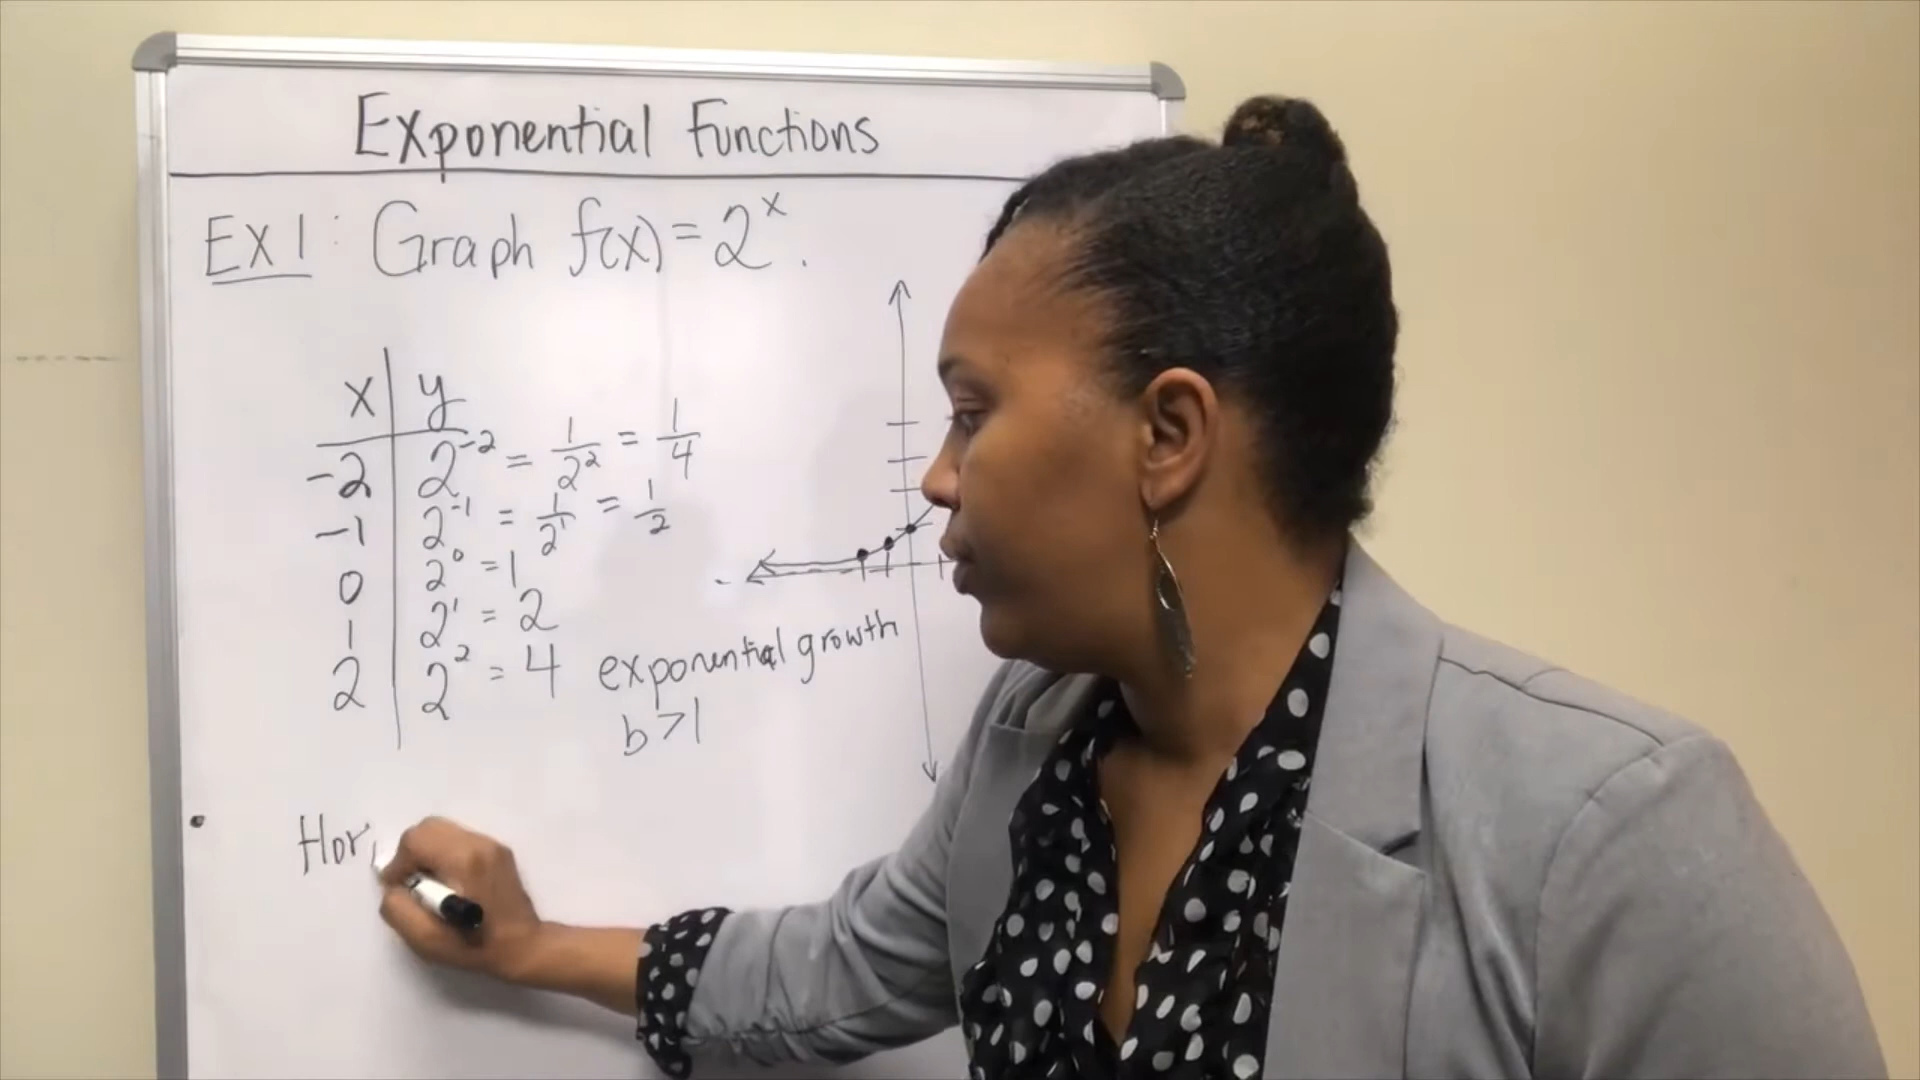 Exponential Functions
Ex 1: Graph f(x) = 2^x.
x | y
-2 | 2^-2 = 1/2^2 = 1/4
-1 | 2^-1 = 1/2^1 = 1/2
0 | 2^0 = 1
1 | 2^1 = 2
2 | 2^2 = 4
exponential growth
b > 1
Hor